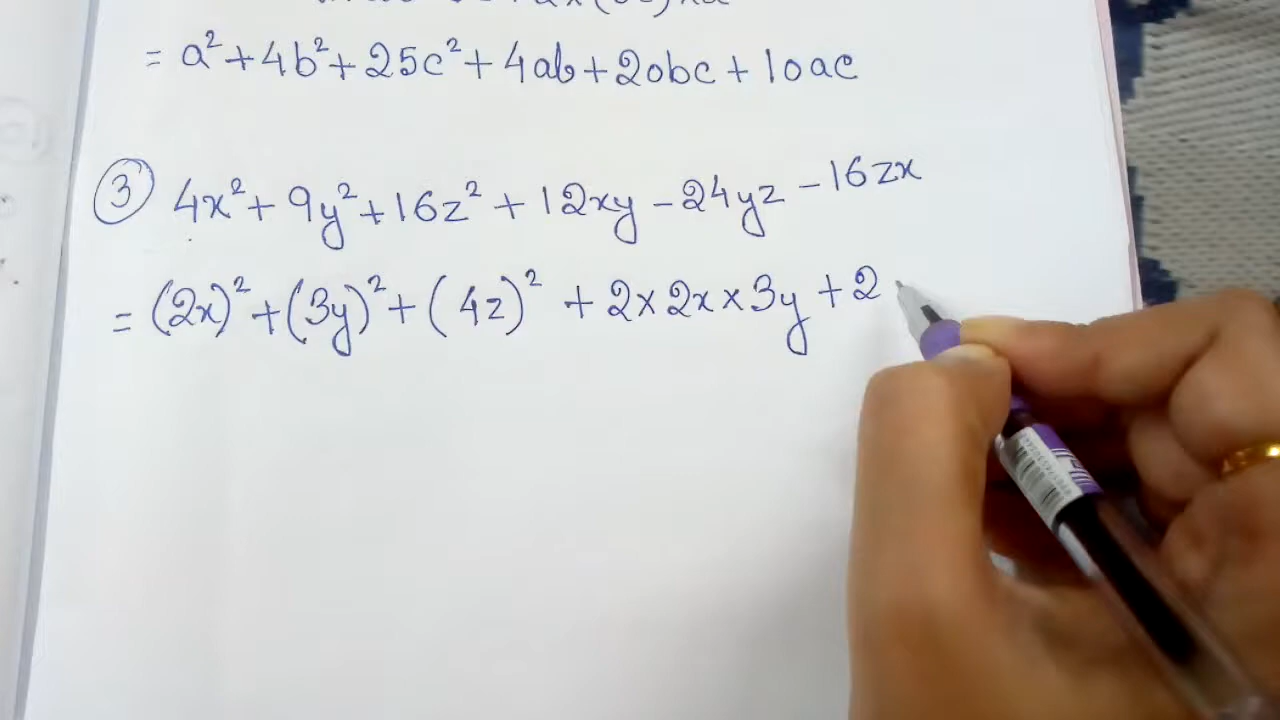 = a² + 4b² + 25c² + 4ab + 20bc + 10ac
③ 4x² + 9y² + 16z² + 12xy - 24yz - 16zx
= (2x)² + (3y)² + (4z)² + 2 × 2x × 3y + 2